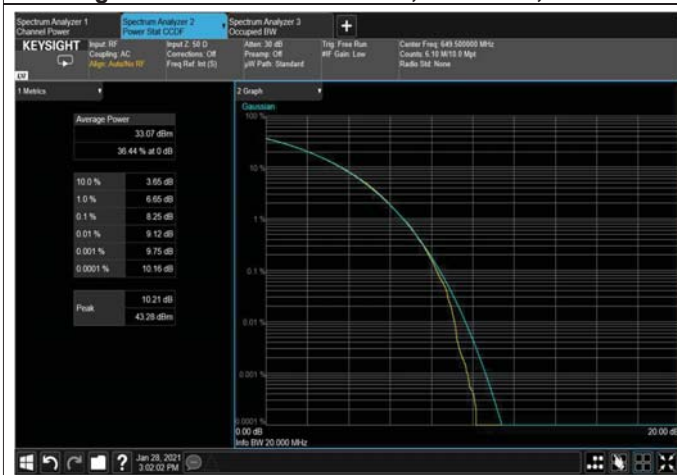 Spectrum Analyzer 1
Channel Power
Spectrum Analyzer 2
Power Stat CCDF
Spectrum Analyzer 3
Occupied BW
+
KEYSIGHT
Input: RF
Coupling: AC
Align: Auto/No RF
Input Z: 50 Ω
Corrections: Off
Freq Ref: Int (S)
Atten: 30 dB
Preamp: Off
µW Path: Standard
Trig: Free Run
#IF Gain: Low
Center Freq: 649.500000 MHz
Counts: 6.10 M/10.0 Mpt
Radio Std: None
1 Metrics
Average Power
33.07 dBm
36.44 % at 0 dB
10.0 % 3.65 dB
1.0 % 6.65 dB
0.1 % 8.25 dB
0.01 % 9.12 dB
0.001 % 9.75 dB
0.0001 % 10.16 dB
Peak 10.21 dB
43.28 dBm
2 Graph
Gaussian
100 %
10 %
1 %
0.1 %
0.01 %
0.001 %
0.0001 %
0.00 dB
20.00 dB
Info BW 20.000 MHz
?
Jan 28, 2021
3:02:02 PM